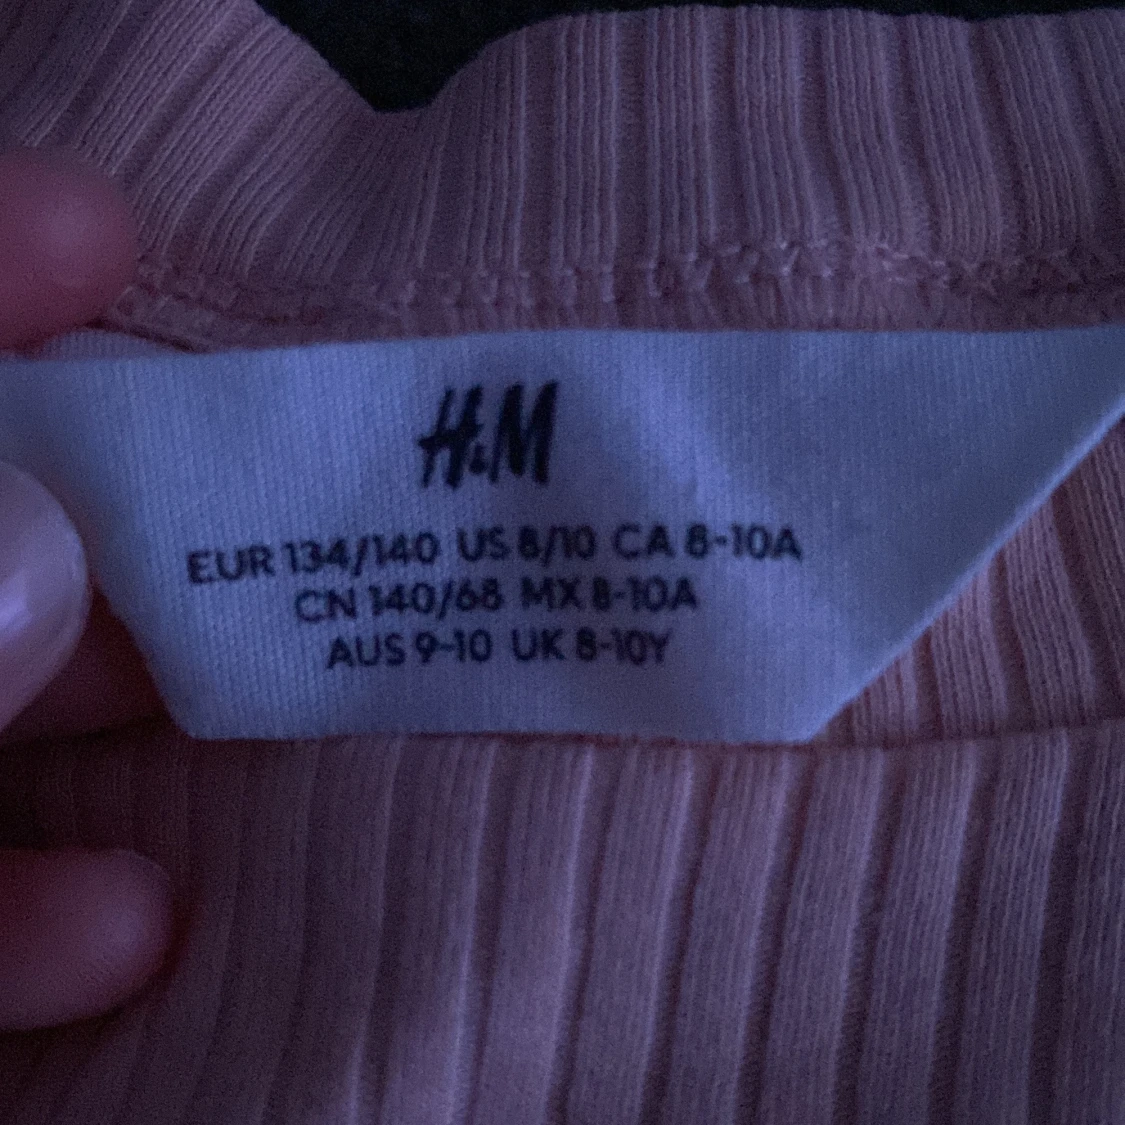 H&M
EUR 134/140 US 8/10 CA 8-10A
CN 140/68 MX 8-10A
AUS 9-10 UK 8-10Y